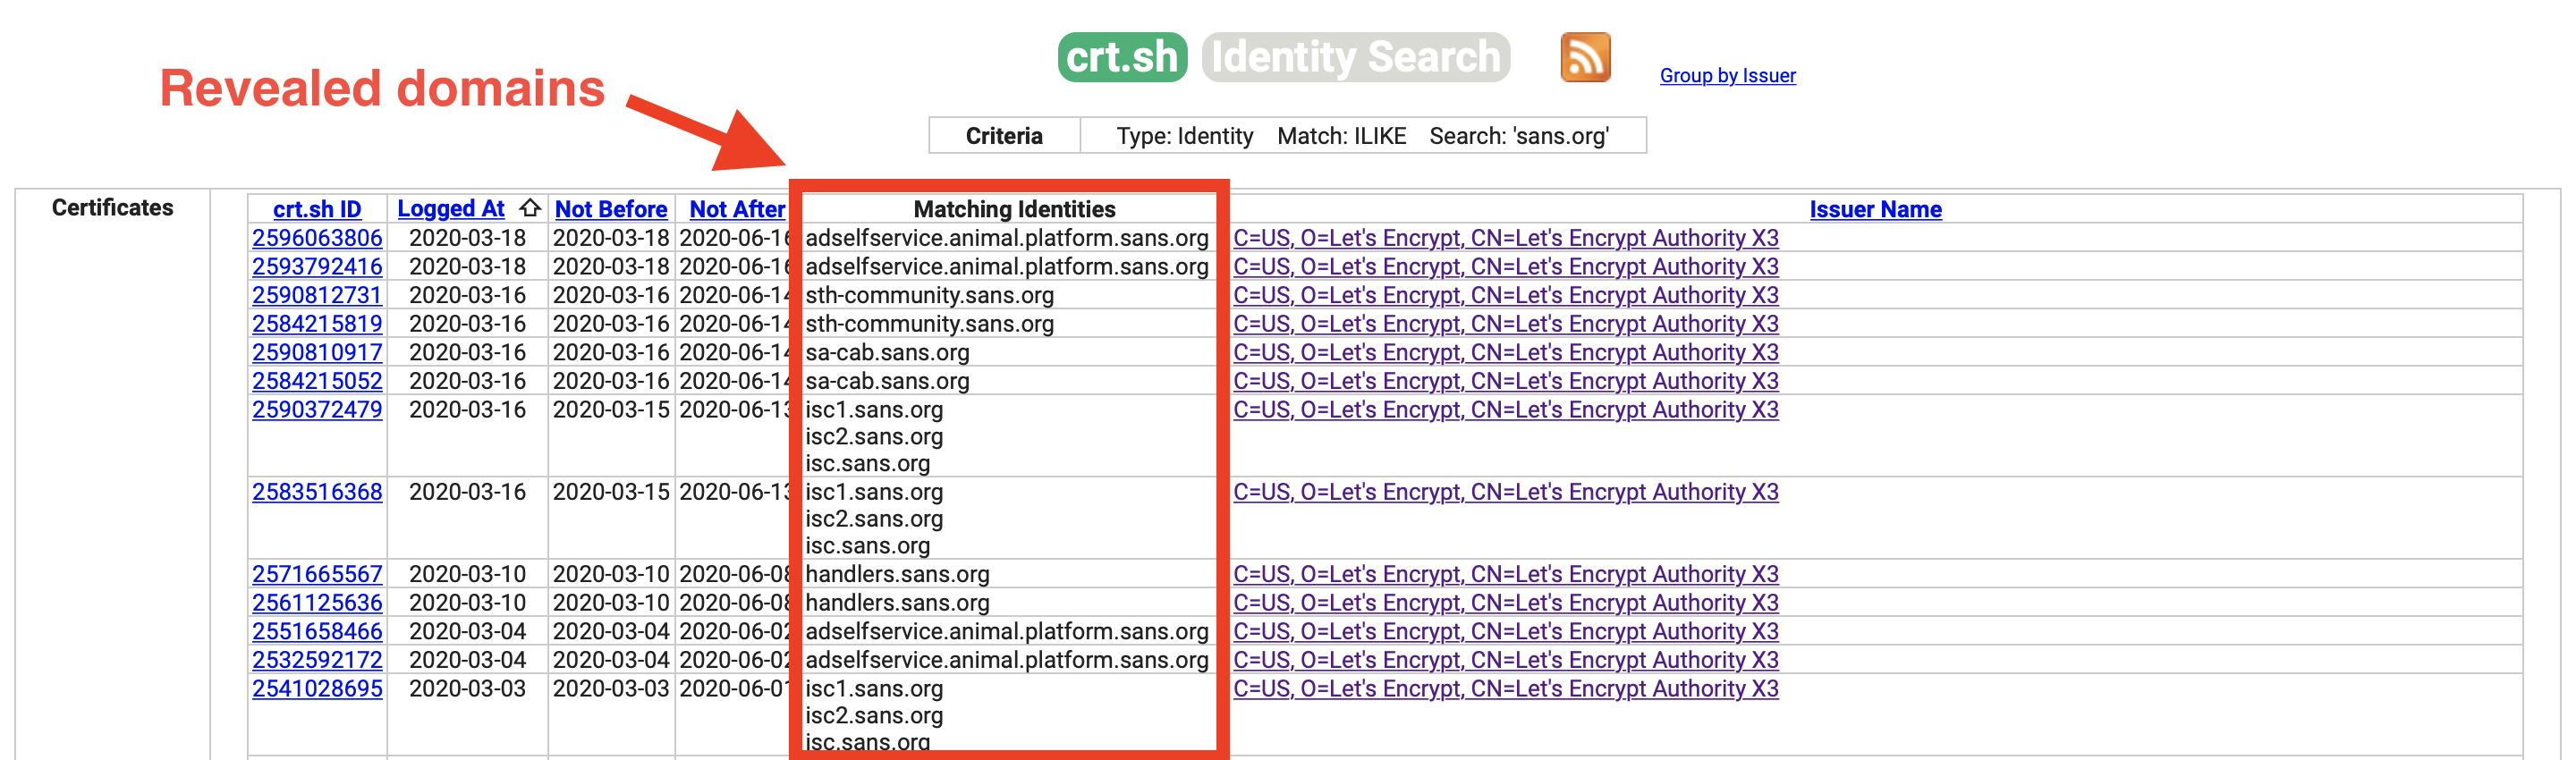 crt.sh Identity Search
Group by Issuer
Revealed domains
Criteria Type: Identity Match: ILIKE Search: 'sans.org'
Certificates
crt.sh ID Logged At ⇧ Not Before Not After Matching Identities Issuer Name
2596063806 2020-03-18 2020-03-18 2020-06-16 adselfservice.animal.platform.sans.org C=US, O=Let's Encrypt, CN=Let's Encrypt Authority X3
2593792416 2020-03-18 2020-03-18 2020-06-16 adselfservice.animal.platform.sans.org C=US, O=Let's Encrypt, CN=Let's Encrypt Authority X3
2590812731 2020-03-16 2020-03-16 2020-06-14 sth-community.sans.org C=US, O=Let's Encrypt, CN=Let's Encrypt Authority X3
2584215819 2020-03-16 2020-03-16 2020-06-14 sth-community.sans.org C=US, O=Let's Encrypt, CN=Let's Encrypt Authority X3
2590810917 2020-03-16 2020-03-16 2020-06-14 sa-cab.sans.org C=US, O=Let's Encrypt, CN=Let's Encrypt Authority X3
2584215052 2020-03-16 2020-03-16 2020-06-14 sa-cab.sans.org C=US, O=Let's Encrypt, CN=Let's Encrypt Authority X3
2590372479 2020-03-16 2020-03-15 2020-06-13 isc1.sans.org C=US, O=Let's Encrypt, CN=Let's Encrypt Authority X3
isc2.sans.org
isc.sans.org
2583516368 2020-03-16 2020-03-15 2020-06-13 isc1.sans.org C=US, O=Let's Encrypt, CN=Let's Encrypt Authority X3
isc2.sans.org
isc.sans.org
2571665567 2020-03-10 2020-03-10 2020-06-08 handlers.sans.org C=US, O=Let's Encrypt, CN=Let's Encrypt Authority X3
2561125636 2020-03-10 2020-03-10 2020-06-08 handlers.sans.org C=US, O=Let's Encrypt, CN=Let's Encrypt Authority X3
2551658466 2020-03-04 2020-03-04 2020-06-02 adselfservice.animal.platform.sans.org C=US, O=Let's Encrypt, CN=Let's Encrypt Authority X3
2532592172 2020-03-04 2020-03-04 2020-06-02 adselfservice.animal.platform.sans.org C=US, O=Let's Encrypt, CN=Let's Encrypt Authority X3
2541028695 2020-03-03 2020-03-03 2020-06-01 isc1.sans.org C=US, O=Let's Encrypt, CN=Let's Encrypt Authority X3
isc2.sans.org
isc.sans.org